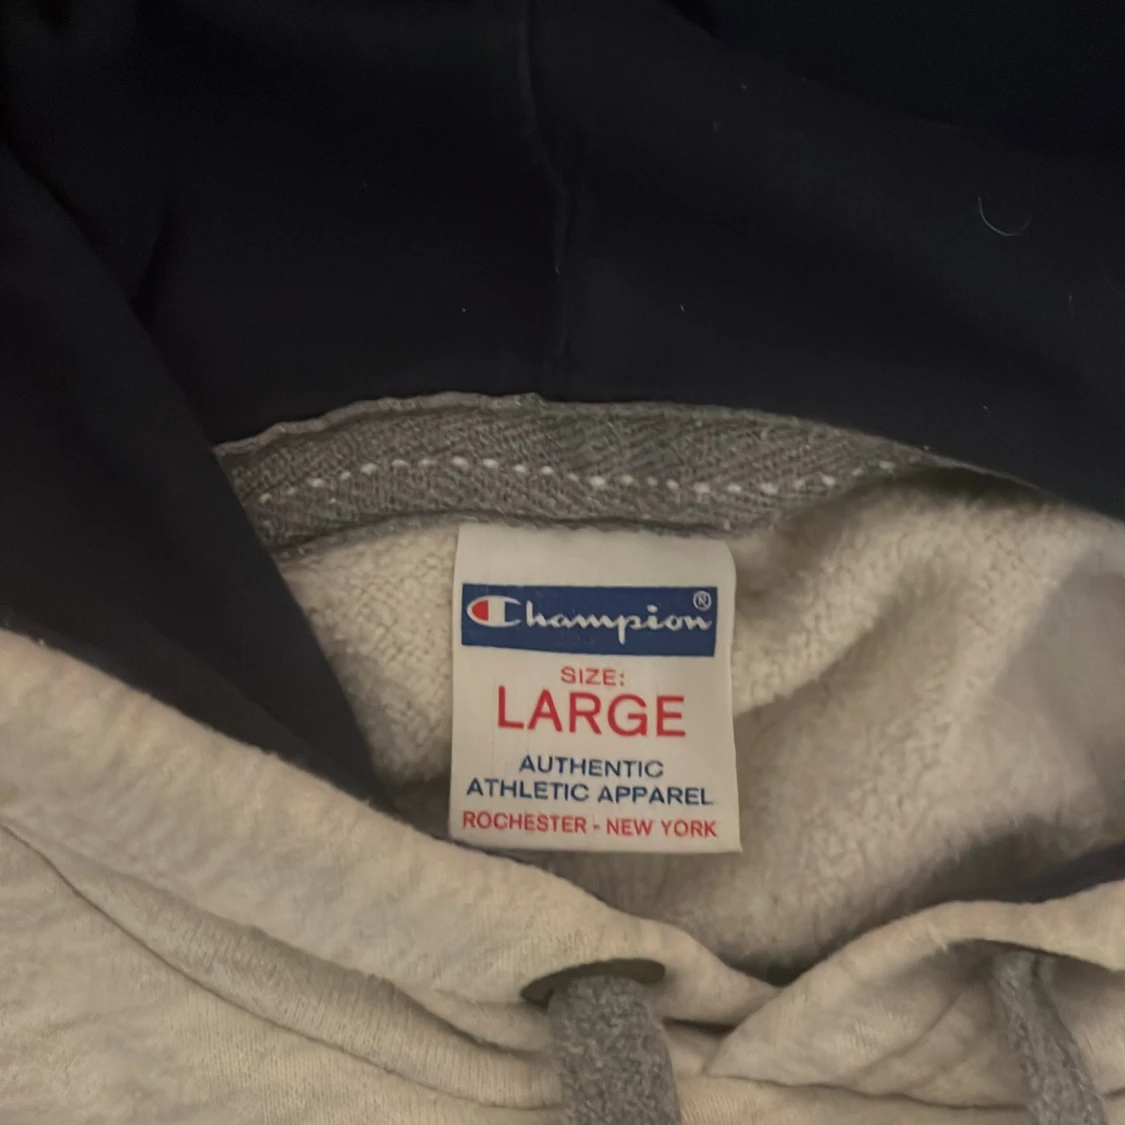 Champion®
SIZE:
LARGE
AUTHENTIC
ATHLETIC APPAREL
ROCHESTER - NEW YORK